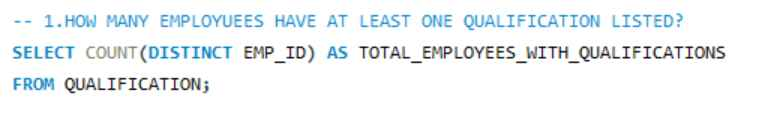 -- 1.HOW MANY EMPLOYUEES HAVE AT LEAST ONE QUALIFICATION LISTED?
SELECT COUNT(DISTINCT EMP_ID) AS TOTAL_EMPLOYEES_WITH_QUALIFICATIONS
FROM QUALIFICATION;